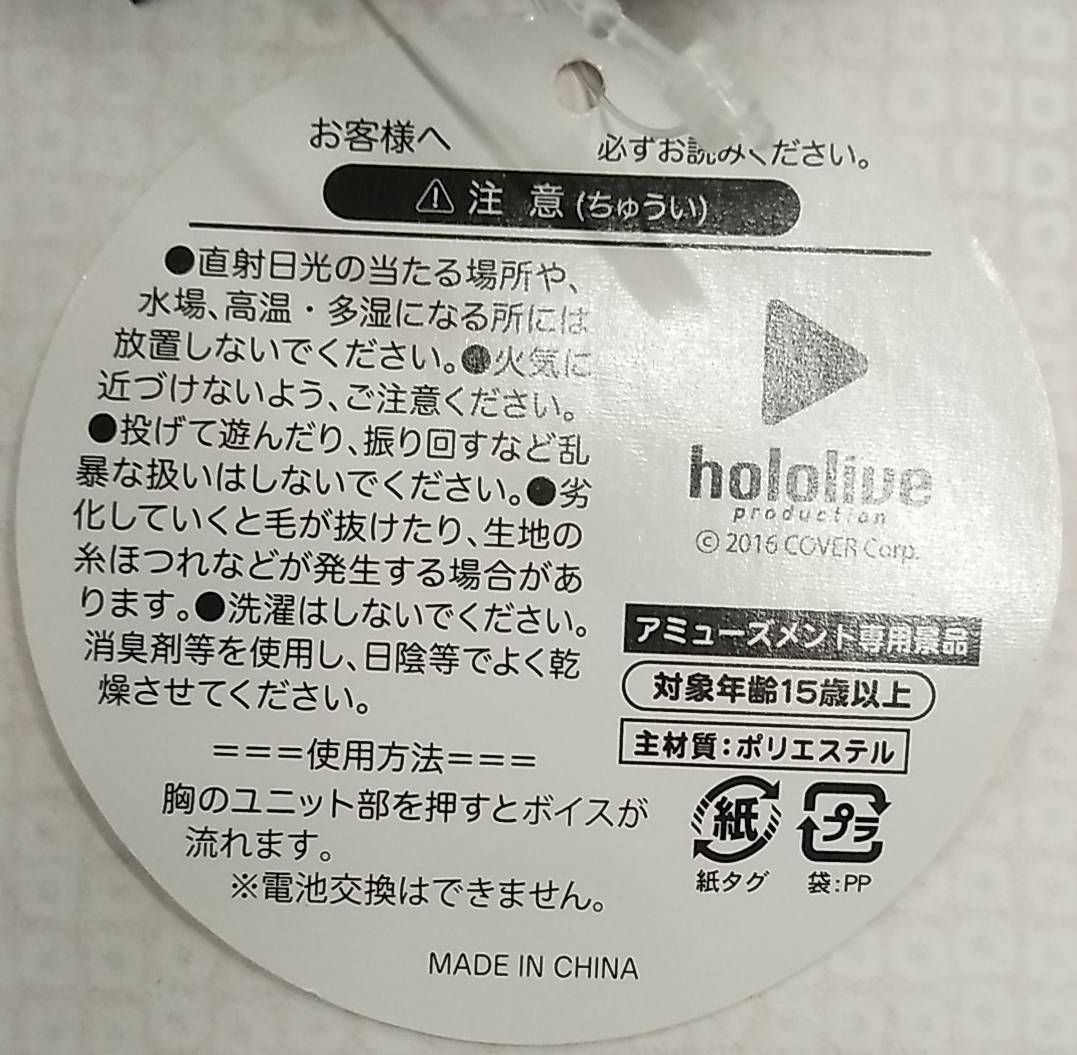 お客様へ 必ずお読みください。
⚠注 意(ちゅうい)
●直射日光の当たる場所や、
水場、高温・多湿になる所には
放置しないでください。●火気に
近づけないよう、ご注意ください。
●投げて遊んだり、振り回すなど乱
暴な扱いはしないでください。●劣
化していくと毛が抜けたり、生地の
糸ほつれなどが発生する場合があ
ります。●洗濯はしないでください。
消臭剤等を使用し、日陰等でよく乾
燥させてください。
===使用方法===
胸のユニット部を押すとボイスが
流れます。
※電池交換はできません。
hololive
production
© 2016 COVER Corp.
アミューズメント専用景品
対象年齢15歳以上
主材質:ポリエステル
紙 プラ
紙タグ 袋:PP
MADE IN CHINA